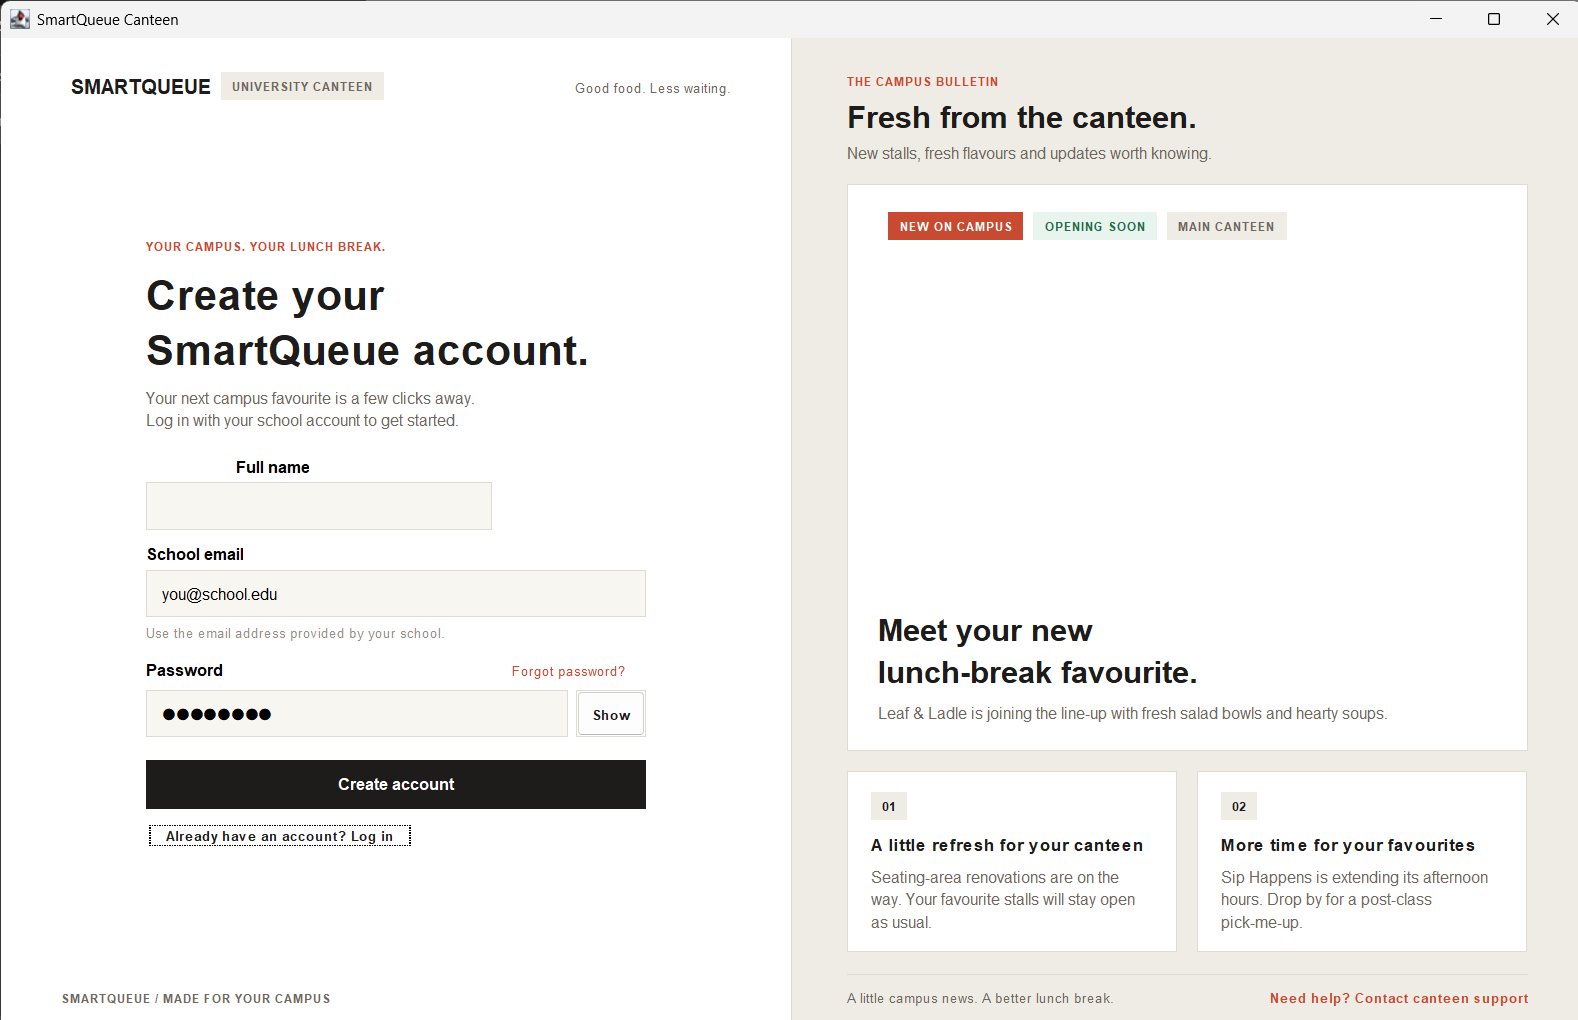 SmartQueue Canteen
SMARTQUEUE
UNIVERSITY CANTEEN
Good food. Less waiting.
YOUR CAMPUS. YOUR LUNCH BREAK.
Create your
SmartQueue account.
Your next campus favourite is a few clicks away.
Log in with your school account to get started.
Full name
School email
you@school.edu
Use the email address provided by your school.
Password
Forgot password?
Show
Create account
Already have an account? Log in
SMARTQUEUE / MADE FOR YOUR CAMPUS
THE CAMPUS BULLETIN
Fresh from the canteen.
New stalls, fresh flavours and updates worth knowing.
NEW ON CAMPUS
OPENING SOON
MAIN CANTEEN
Meet your new
lunch-break favourite.
Leaf & Ladle is joining the line-up with fresh salad bowls and hearty soups.
01
A little refresh for your canteen
Seating-area renovations are on the
way. Your favourite stalls will stay open
as usual.
02
More time for your favourites
Sip Happens is extending its afternoon
hours. Drop by for a post-class
pick-me-up.
A little campus news. A better lunch break.
Need help? Contact canteen support